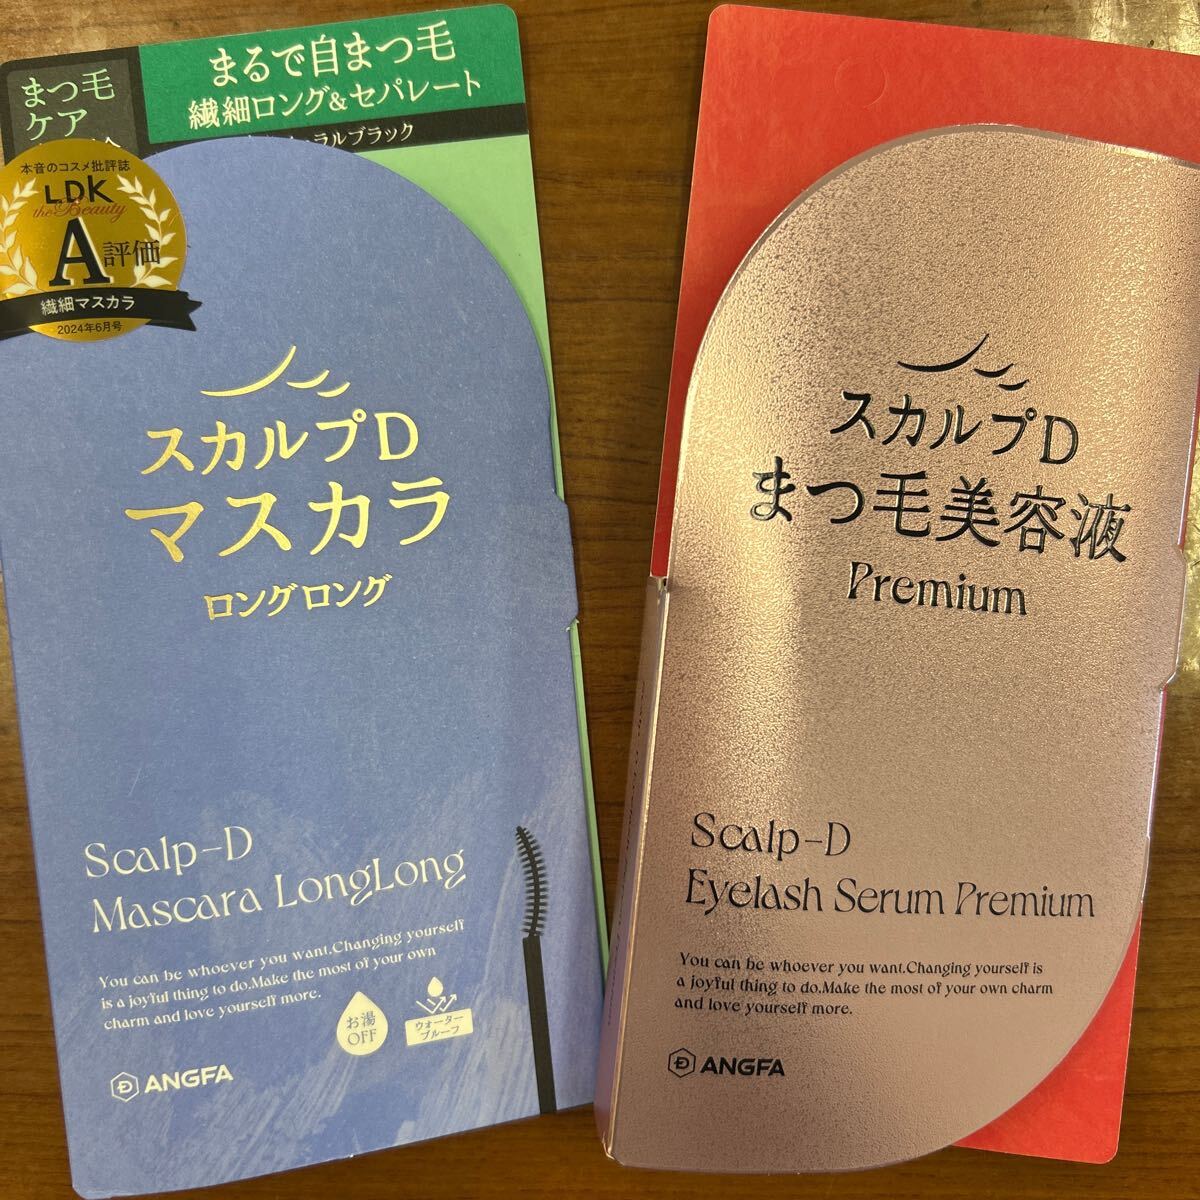 まつ毛
ケア
まるで自まつ毛
繊細ロング&セパレート
ラルブラック
本音のコスメ批評誌
LDK
the Beauty
A評価
繊細マスカラ
2024年6月号
スカルプD
マスカラ
ロングロング
Scalp-D
Mascara LongLong
You can be whoever you want.Changing yourself
is a joyful thing to do.Make the most of your own
charm and love yourself more.
お湯
OFF
ウォーター
プルーフ
ANGFA
スカルプD
まつ毛美容液
Premium
Scalp-D
Eyelash Serum Premium
You can be whoever you want.Changing yourself is
a joyful thing to do.Make the most of your own charm
and love yourself more.
ANGFA